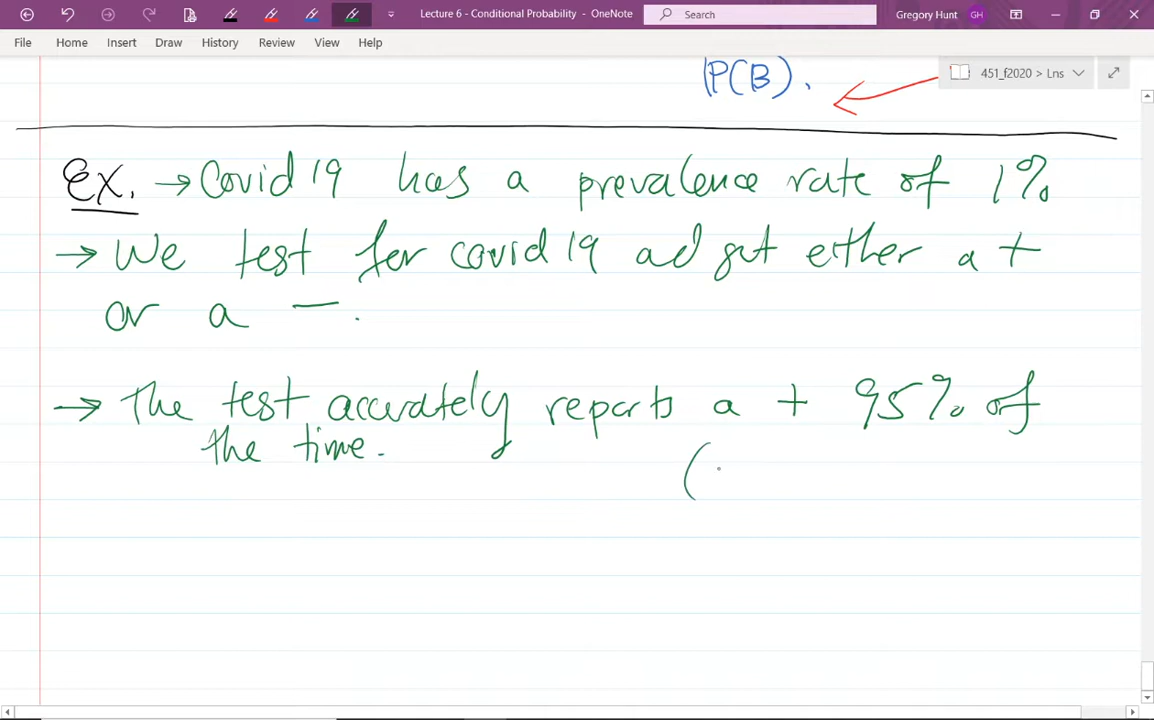 Lecture 6 - Conditional Probability - OneNote
Search
Gregory Hunt
GH
File Home Insert Draw History Review View Help
451_f2020 > Lns
P(B).
Ex. → Covid 19 has a prevalence rate of 1%
→ We test for covid 19 ad get either a +
or a -.
→ The test accurately reports a + 95% of
the time.
(